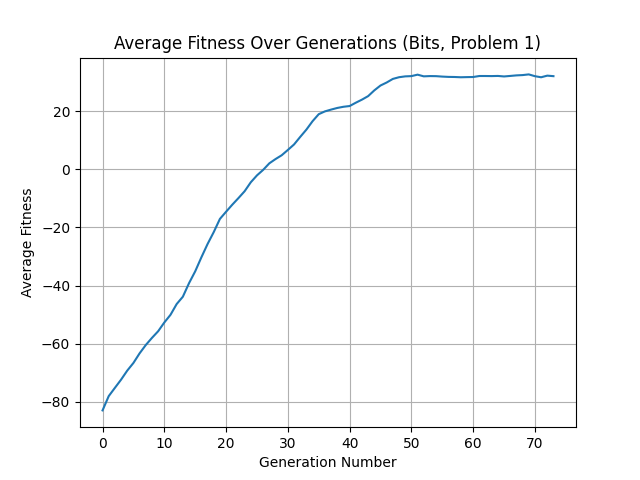 Average Fitness Over Generations (Bits, Problem 1)
20
0
−20
−40
−60
−80
Average Fitness
0 10 20 30 40 50 60 70
Generation Number